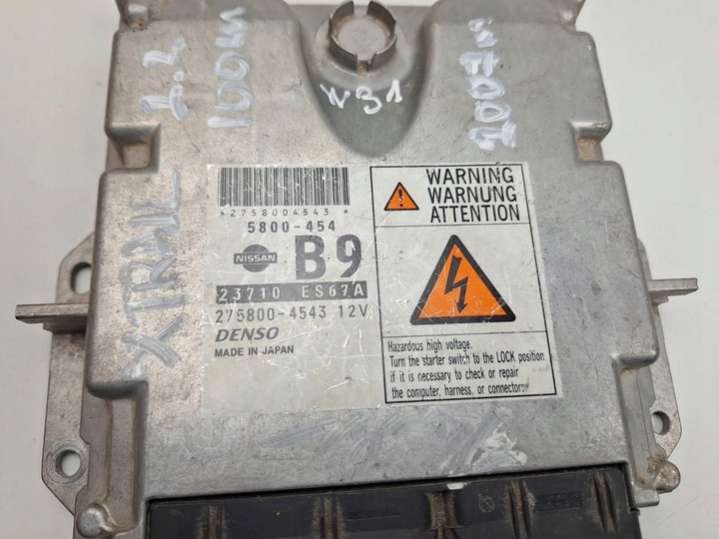 XTRAIL
2.2
100kW
W31
2007
*2758004543*
5800-454
NISSAN
B9
23710 ES67A
275800-4543 12V
DENSO
MADE IN JAPAN
WARNING
WARNUNG
ATTENTION
Hazardous high voltage.
Turn the starter switch to the LOCK position
if it is necessary to check or repair
the computer, harness, or connector.